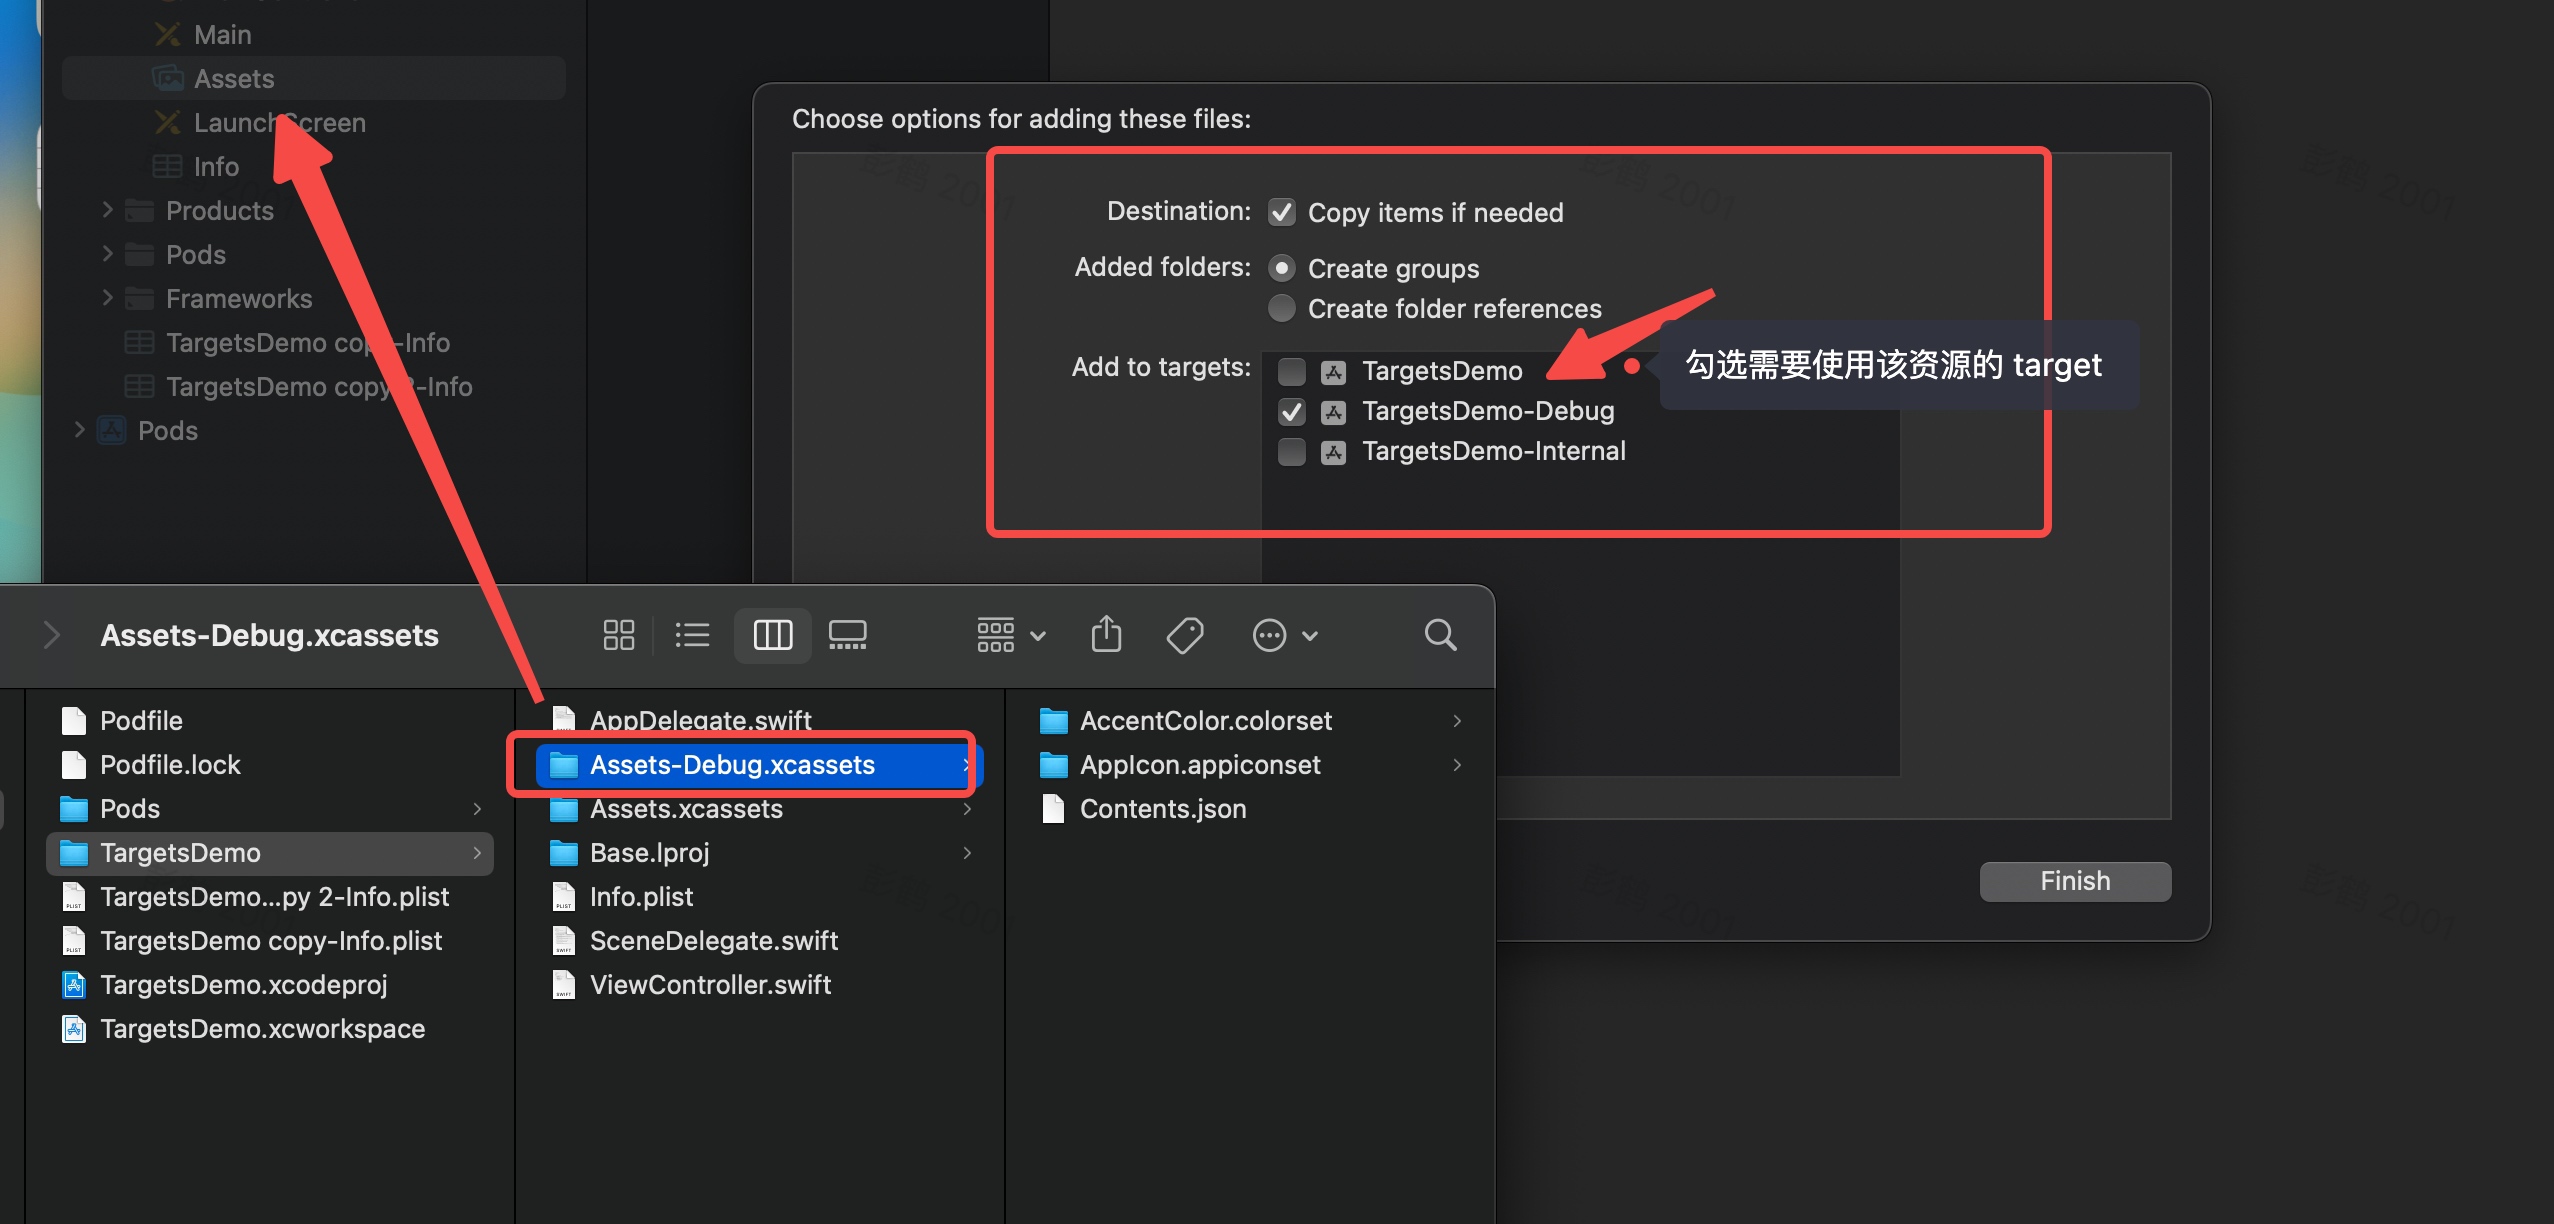 Main
Assets
LaunchScreen
Info
Products
Pods
Frameworks
TargetsDemo copy-Info
TargetsDemo copy 2-Info
Pods
Choose options for adding these files:
Destination: Copy items if needed
Added folders: Create groups
Create folder references
Add to targets: TargetsDemo
TargetsDemo-Debug
TargetsDemo-Internal
勾选需要使用该资源的 target
Finish
Assets-Debug.xcassets
Podfile
Podfile.lock
Pods
TargetsDemo
TargetsDemo...py 2-Info.plist
TargetsDemo copy-Info.plist
TargetsDemo.xcodeproj
TargetsDemo.xcworkspace
AppDelegate.swift
Assets-Debug.xcassets
Assets.xcassets
Base.lproj
Info.plist
SceneDelegate.swift
ViewController.swift
AccentColor.colorset
AppIcon.appiconset
Contents.json